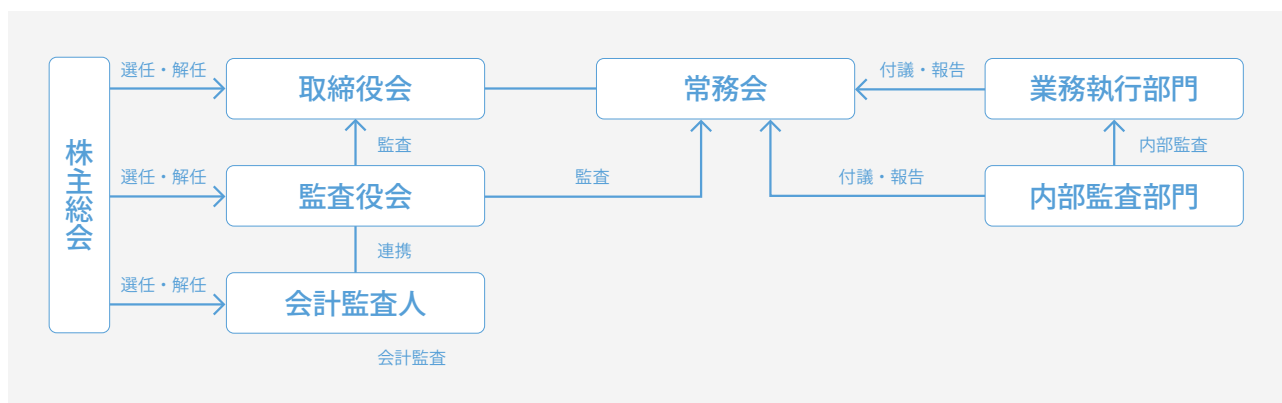 株主総会
選任・解任
取締役会
常務会
付議・報告
業務執行部門
監査
内部監査
選任・解任
監査役会
監査
付議・報告
内部監査部門
連携
選任・解任
会計監査人
会計監査